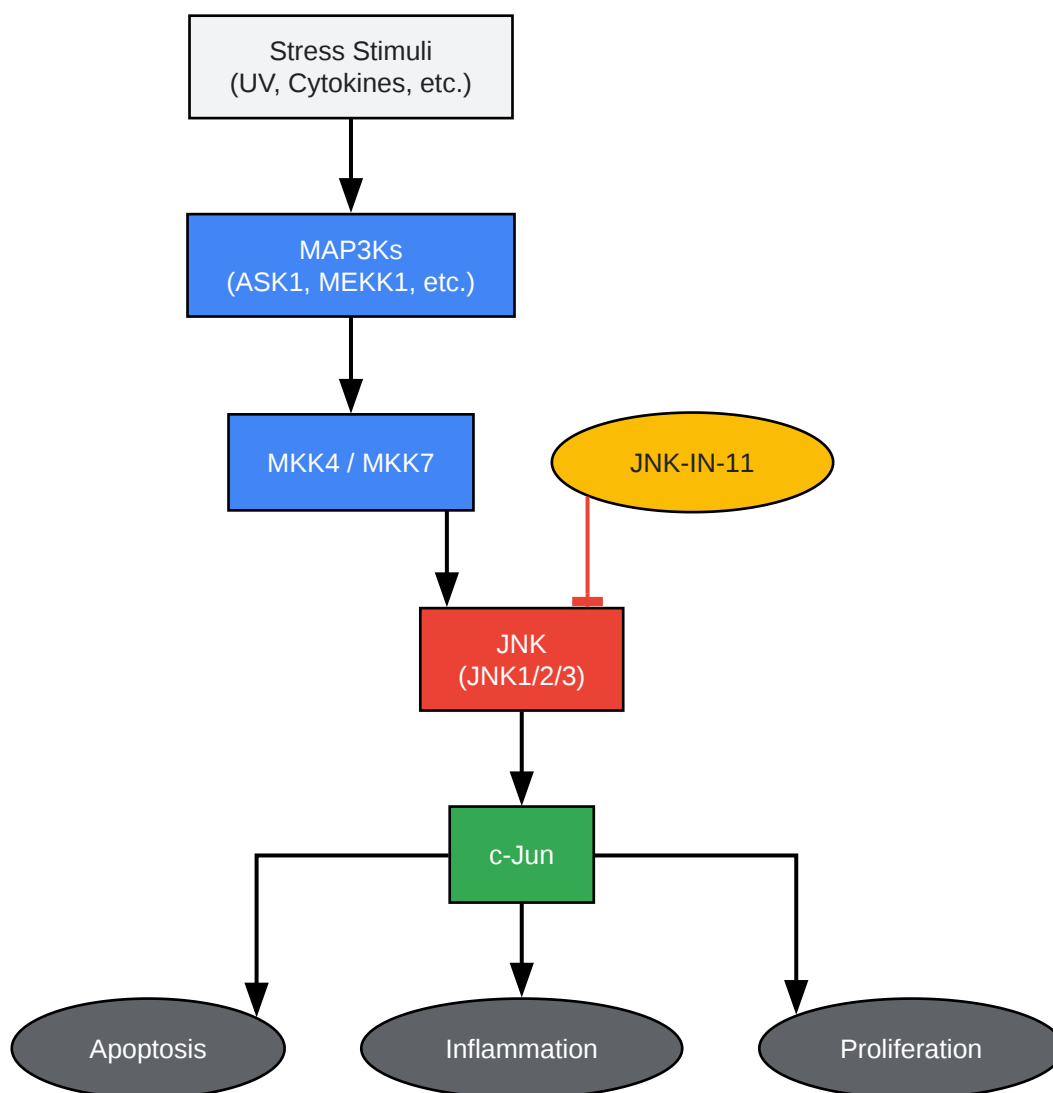 Stress Stimuli
(UV, Cytokines, etc.)
MAP3Ks
(ASK1, MEKK1, etc.)
MKK4 / MKK7
JNK-IN-11
JNK
(JNK1/2/3)
c-Jun
Apoptosis
Inflammation
Proliferation